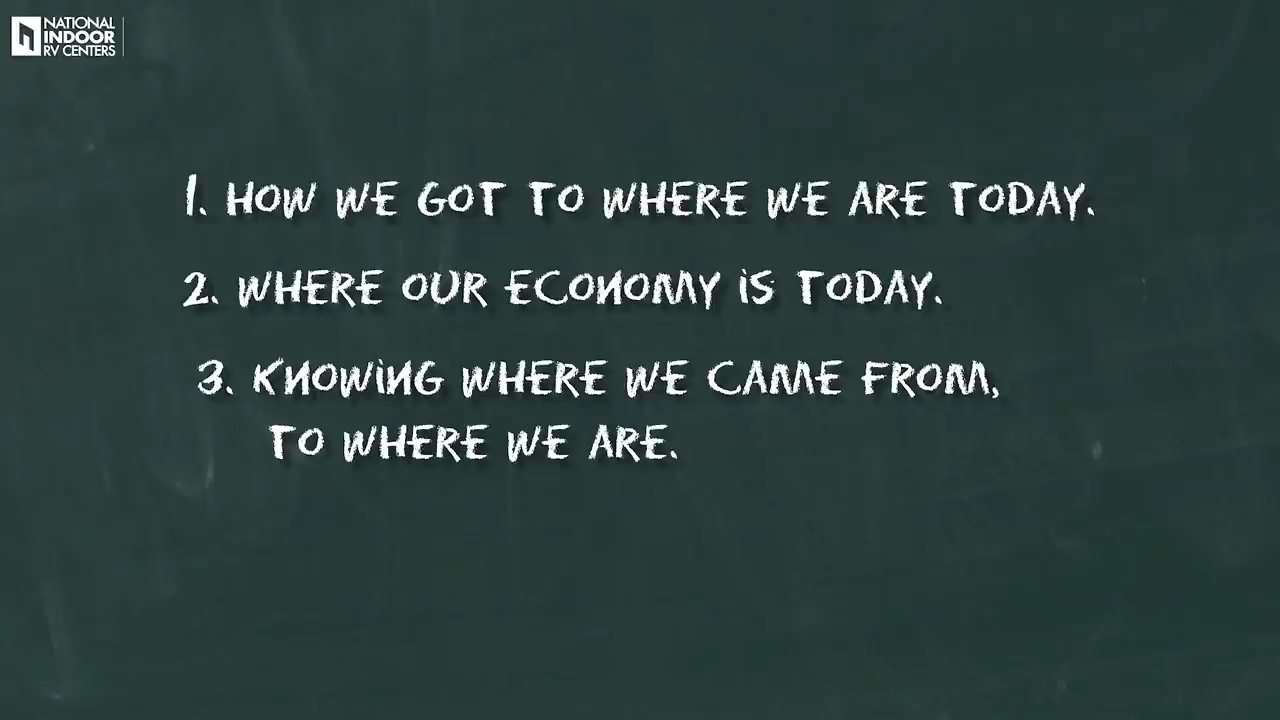 NATIONAL
INDOOR
RV CENTERS
1. HOW WE GOT TO WHERE WE ARE TODAY.
2. WHERE OUR ECONOMY iS TODAY.
3. KNOWiNG WHERE WE CAME FROM,
TO WHERE WE ARE.